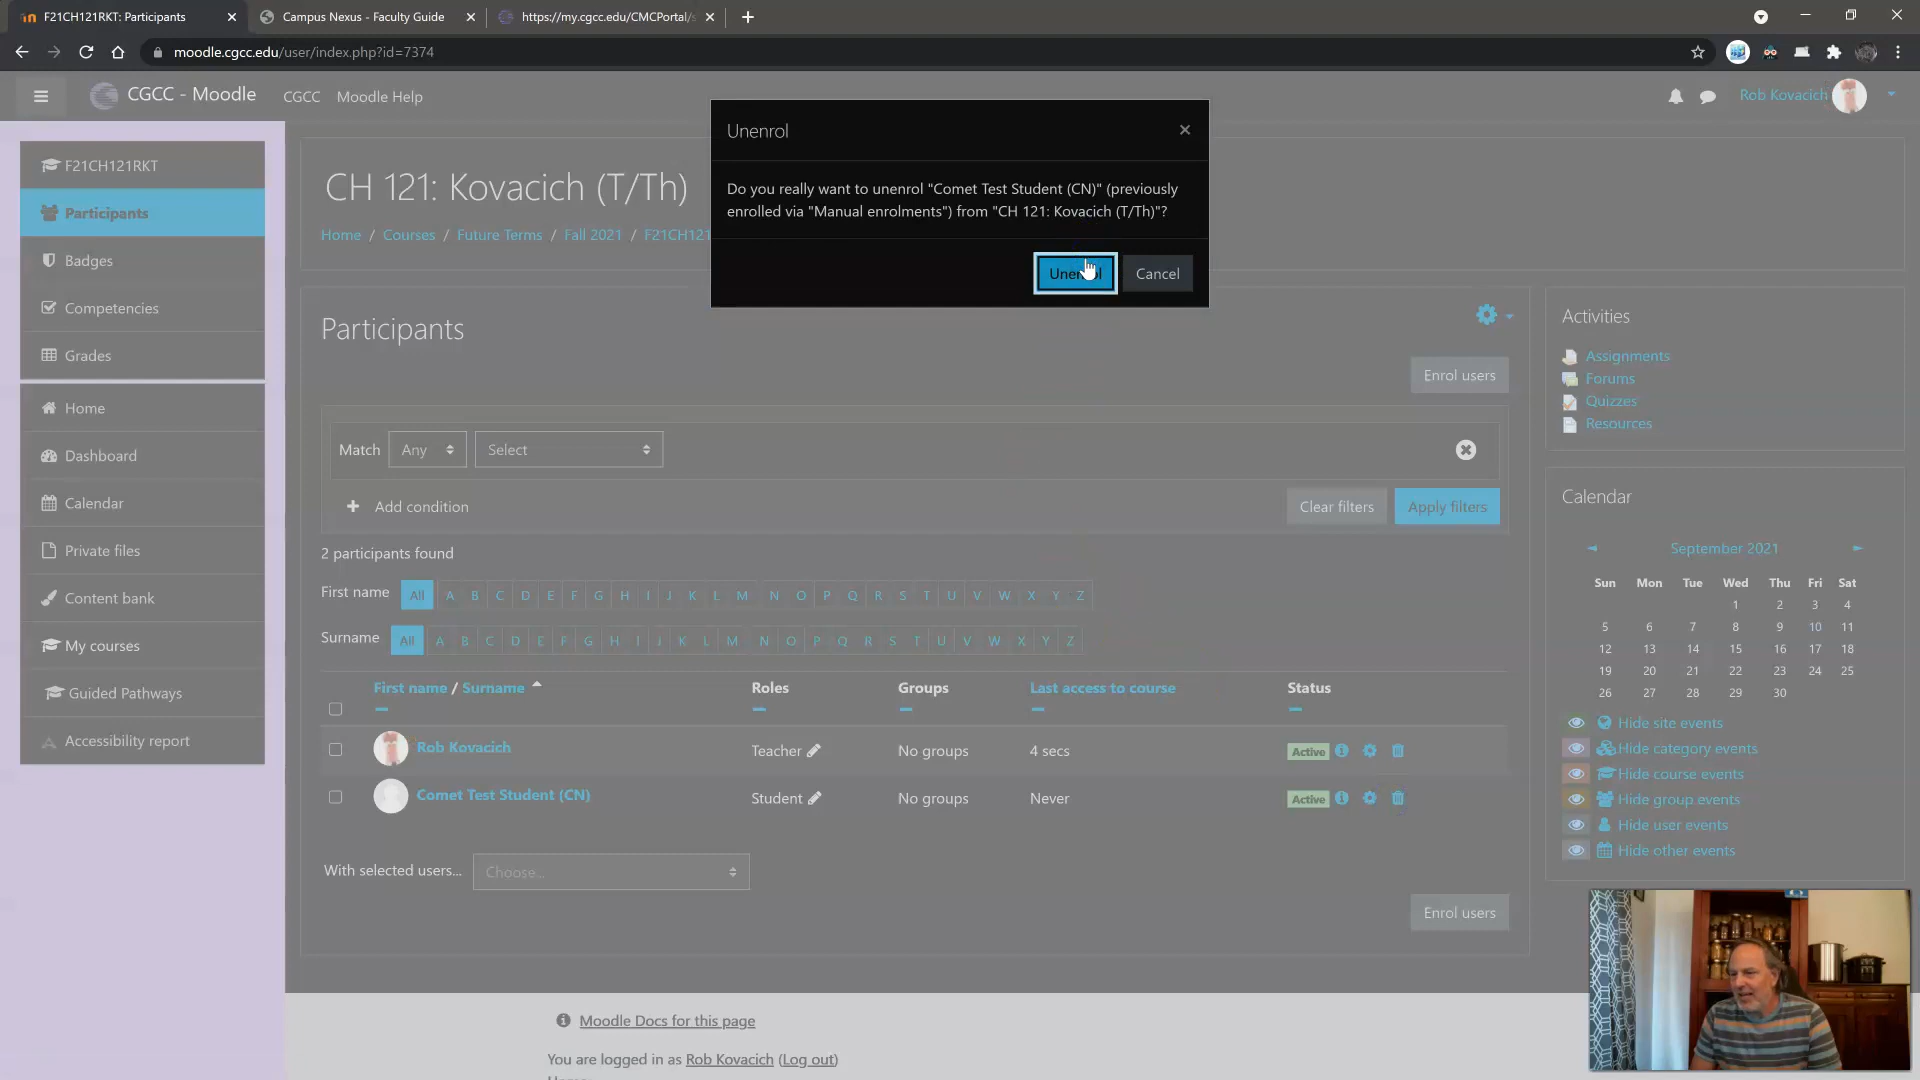 F21CH121RKT: Participants
Campus Nexus - Faculty Guide
https://my.cgcc.edu/CMCPortal/s
moodle.cgcc.edu/user/index.php?id=7374
CGCC - Moodle
CGCC
Moodle Help
Rob Kovacich
F21CH121RKT
Participants
Badges
Competencies
Grades
Home
Dashboard
Calendar
Private files
Content bank
My courses
Guided Pathways
Accessibility report
CH 121: Kovacich (T/Th)
Home / Courses / Future Terms / Fall 2021 / F21CH121
Unenrol
Do you really want to unenrol "Comet Test Student (CN)" (previously
enrolled via "Manual enrolments") from "CH 121: Kovacich (T/Th)"?
Unenrol
Cancel
Participants
Enrol users
Match Any Select
Add condition
Clear filters
Apply filters
2 participants found
First name All A B C D E F G H I J K L M N O P Q R S T U V W X Y Z
Surname All A B C D E F G H I J K L M N O P Q R S T U V W X Y Z
First name / Surname Roles Groups Last access to course Status
Rob Kovacich Teacher No groups 4 secs Active
Comet Test Student (CN) Student No groups Never Active
With selected users... Choose...
Enrol users
Activities
Assignments
Forums
Quizzes
Resources
Calendar
◄ September 2021 ►
Sun Mon Tue Wed Thu Fri Sat
1 2 3 4
5 6 7 8 9 10 11
12 13 14 15 16 17 18
19 20 21 22 23 24 25
26 27 28 29 30
Hide site events
Hide category events
Hide course events
Hide group events
Hide user events
Hide other events
Moodle Docs for this page
You are logged in as Rob Kovacich (Log out)